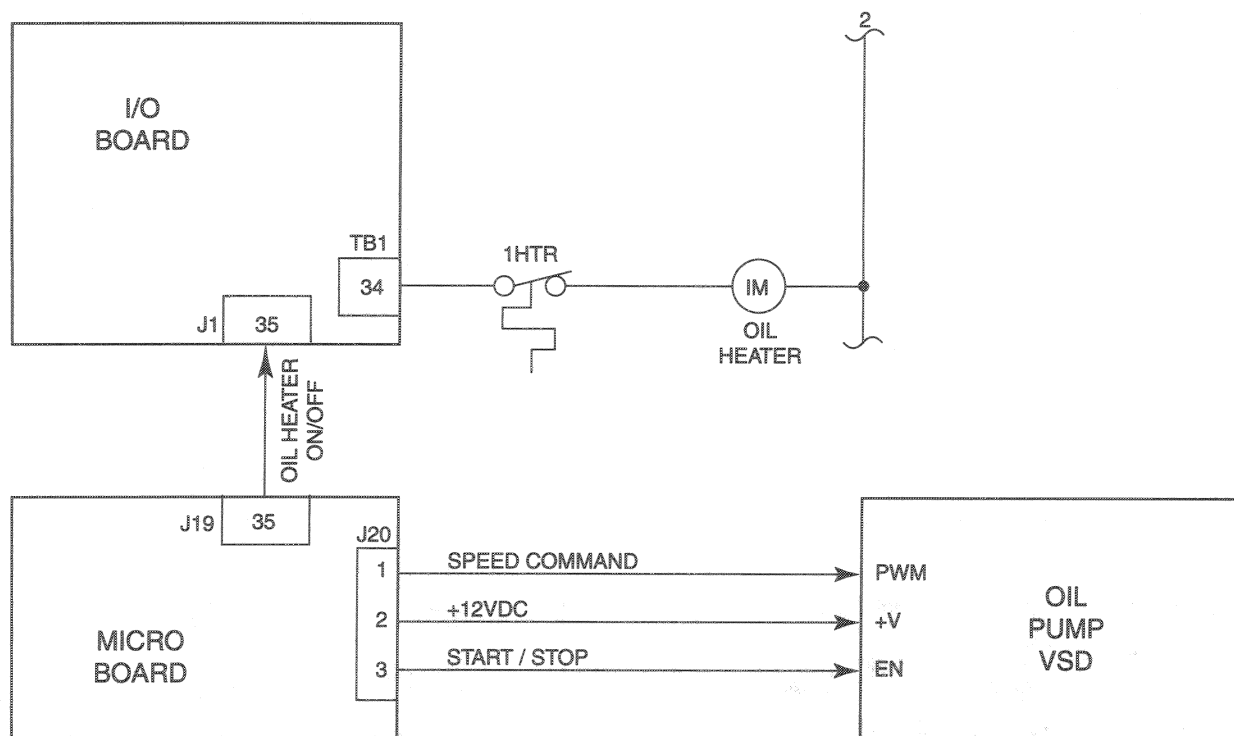 2
I/O
BOARD
TB1
34
1HTR
IM
OIL
HEATER
J1
35
OIL HEATER
ON/OFF
J19
35
J20
1
SPEED COMMAND
PWM
2
+12VDC
+V
3
START / STOP
EN
MICRO
BOARD
OIL
PUMP
VSD